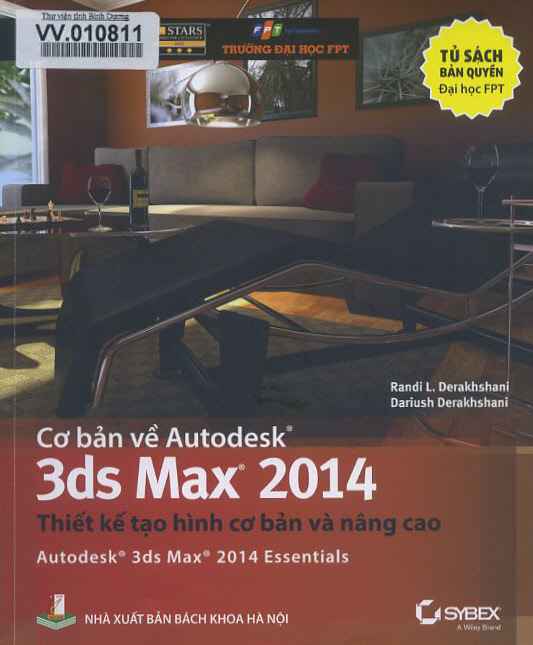 Thư viện tỉnh Bình Dương
VV.010811
STARS
FPT
TRƯỜNG ĐẠI HỌC FPT
TỦ SÁCH
BẢN QUYỀN
Đại học FPT
Randi L. Derakhshani
Dariush Derakhshani
Cơ bản về Autodesk®
3ds Max® 2014
Thiết kế tạo hình cơ bản và nâng cao
Autodesk® 3ds Max® 2014 Essentials
NHÀ XUẤT BẢN BÁCH KHOA HÀ NỘI
SYBEX
A Wiley Brand